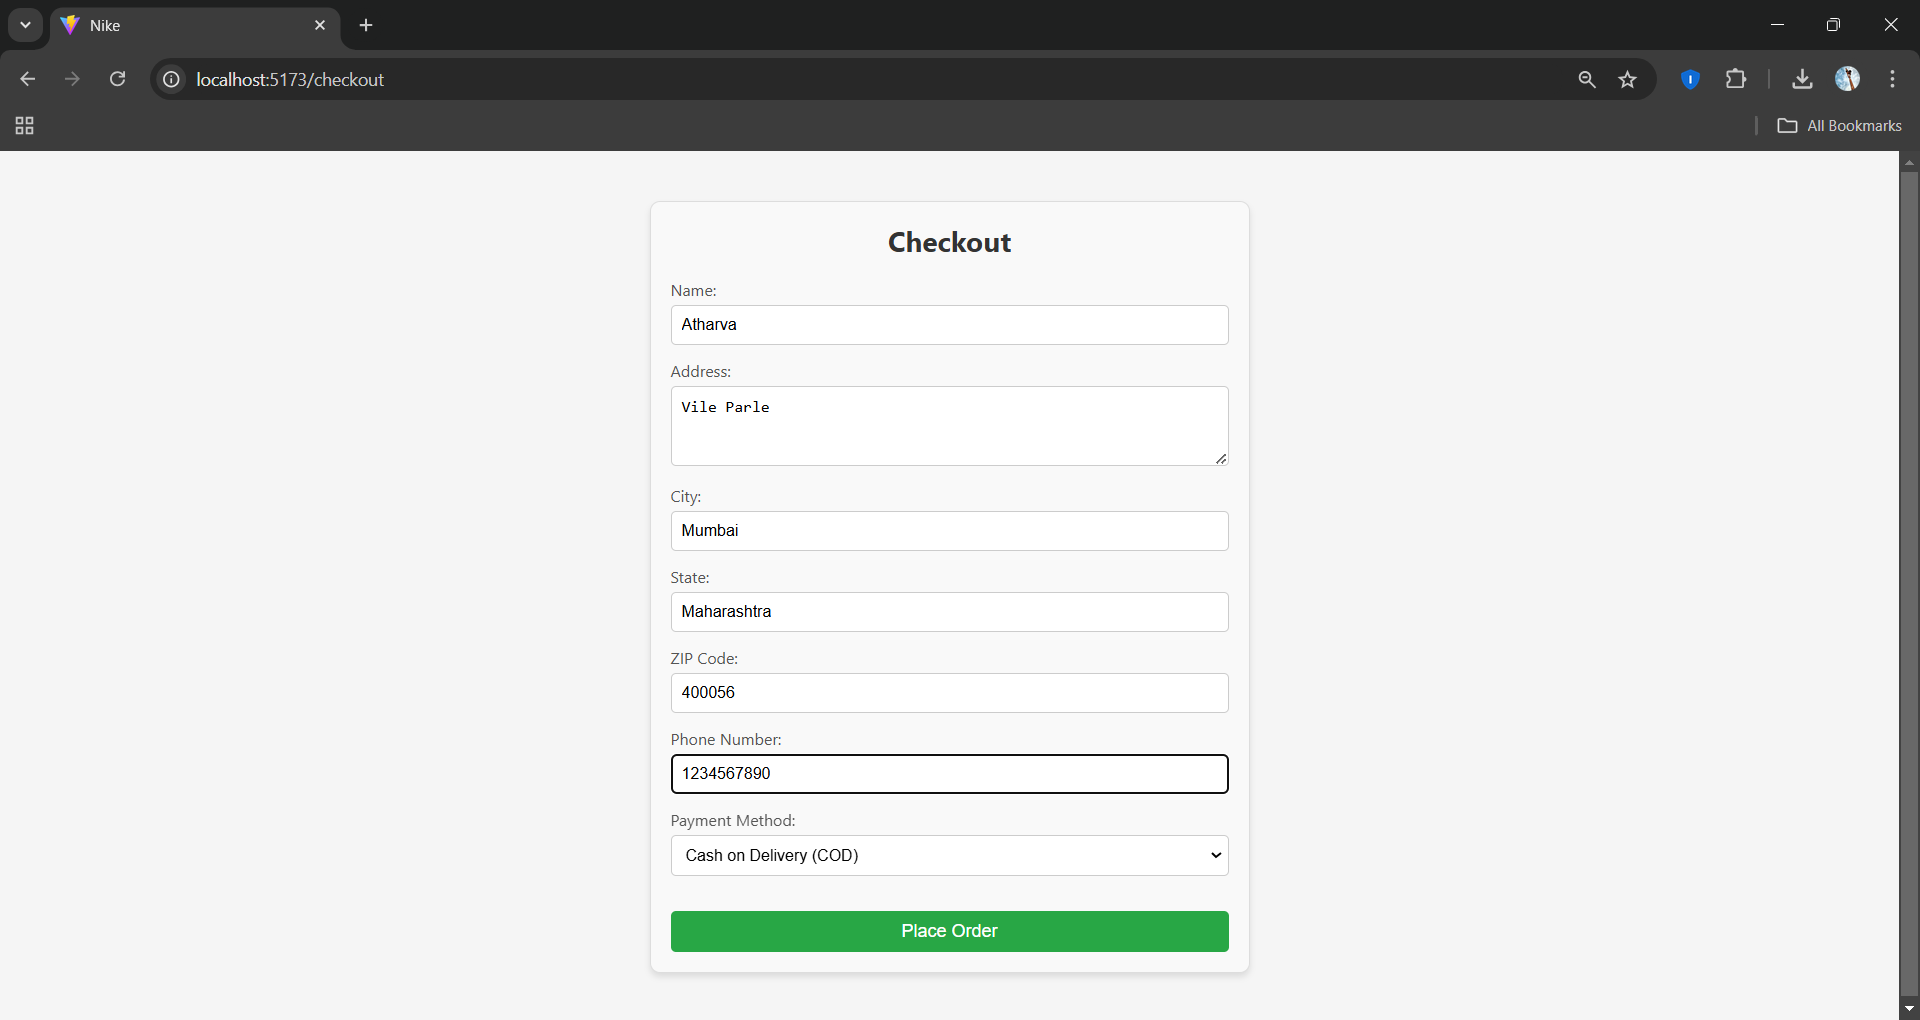 Nike
localhost:5173/checkout
All Bookmarks
Checkout
Name:
Atharva
Address:
Vile Parle
City:
Mumbai
State:
Maharashtra
ZIP Code:
400056
Phone Number:
1234567890
Payment Method:
Cash on Delivery (COD)
Place Order